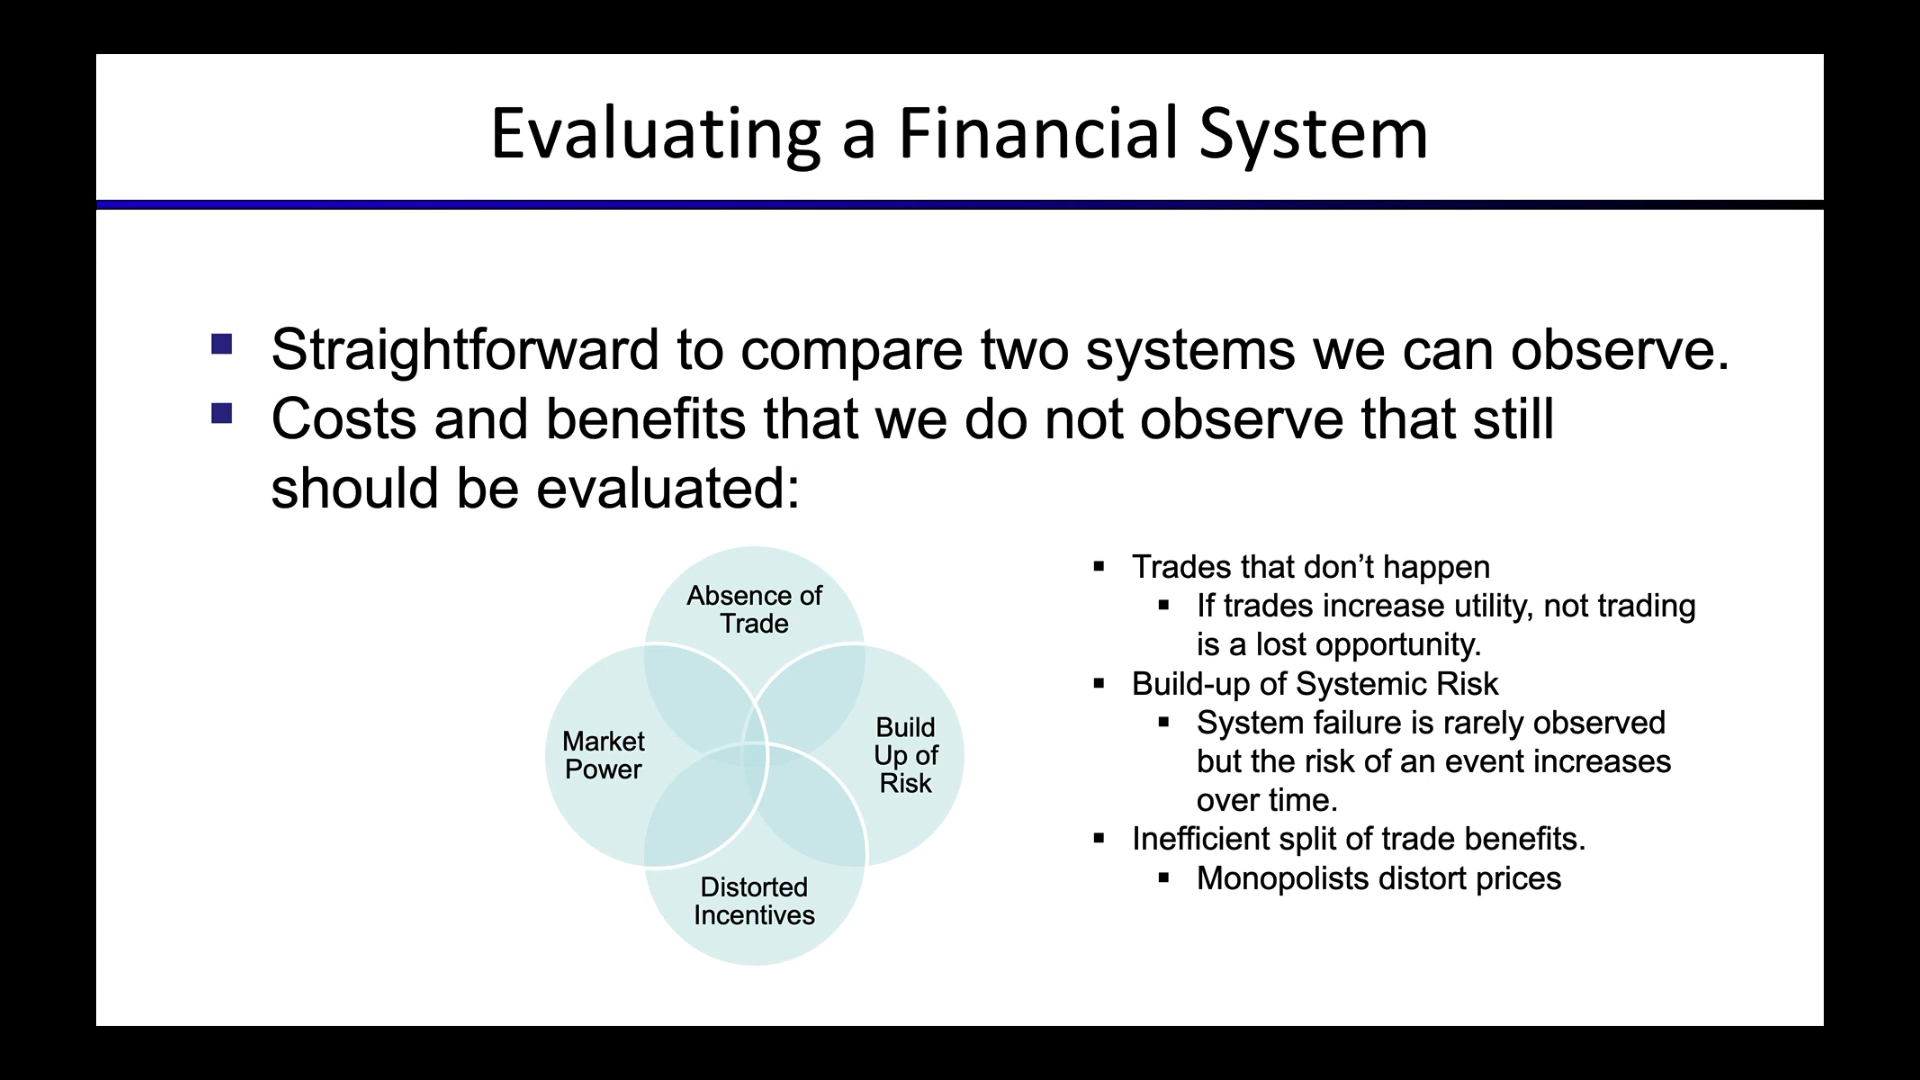 Evaluating a Financial System
Straightforward to compare two systems we can observe.
Costs and benefits that we do not observe that still
should be evaluated:
Absence of
Trade
Market
Power
Build
Up of
Risk
Distorted
Incentives
Trades that don’t happen
If trades increase utility, not trading
is a lost opportunity.
Build-up of Systemic Risk
System failure is rarely observed
but the risk of an event increases
over time.
Inefficient split of trade benefits.
Monopolists distort prices